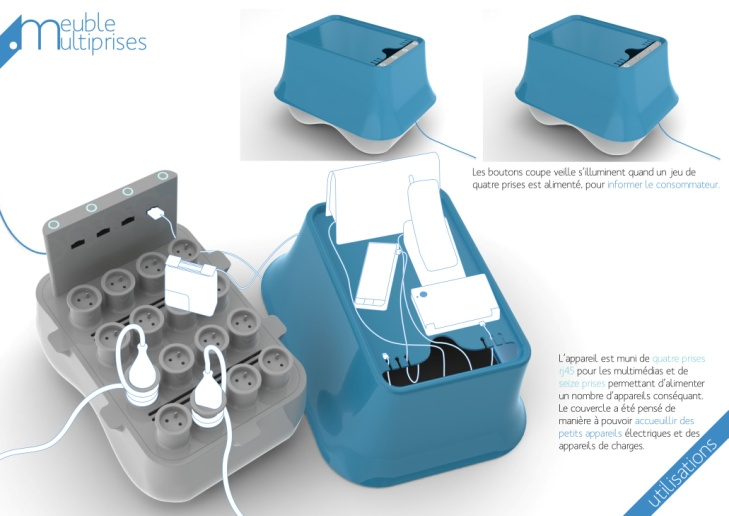 meuble
multiprises
Les boutons coupe veille s'illuminent quand un jeu de
quatre prises est alimenté, pour informer le consommateur.
L'appareil est muni de quatre prises
rj45 pour les multimédias et de
seize prises permettant d'alimenter
un nombre d'appareils conséquant.
Le couvercle a été pensé de
manière à pouvoir accueuillir des
petits appareils électriques et des
appareils de charges.
utilisations